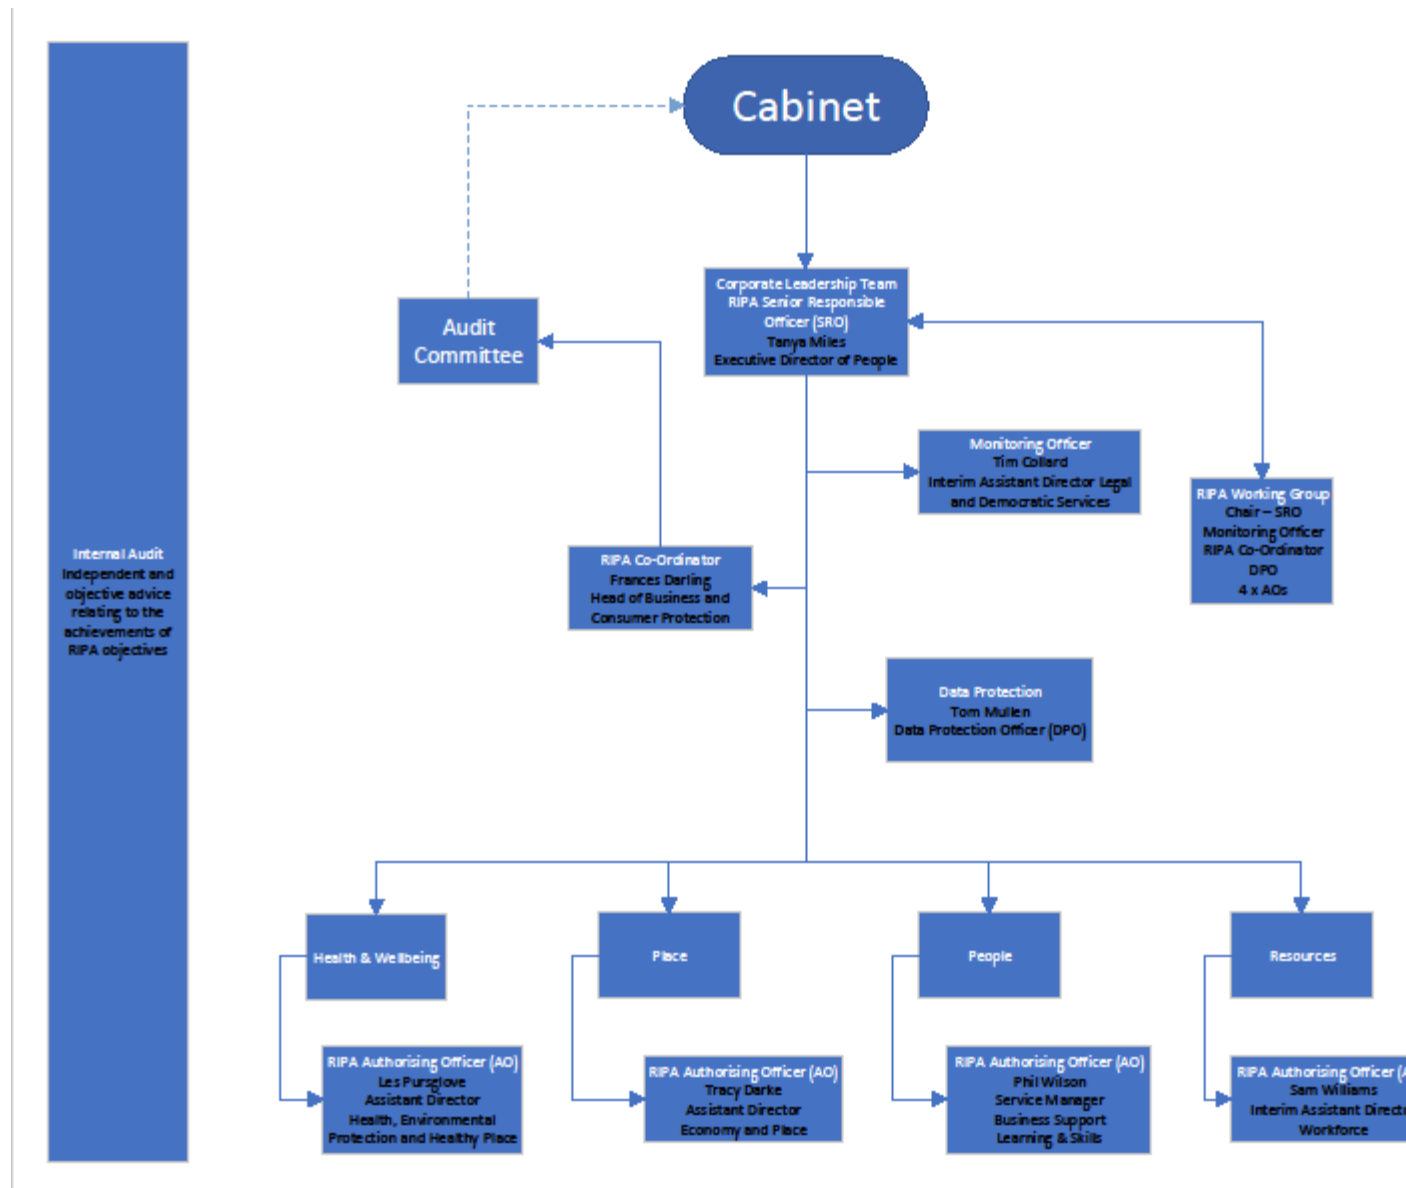 Cabinet
Corporate Leadership Team
RIPA Senior Responsible
Officer (SRO)
Tanya Miles
Executive Director of People
Audit
Committee
Monitoring Officer
Tim Collard
Interim Assistant Director Legal
and Democratic Services
RIPA Working Group
Chair – SRO
Monitoring Officer
RIPA Co-Ordinator
DPO
4 x AOs
Internal Audit
Independent and
objective advice
relating to the
achievements of
RIPA objectives
RIPA Co-Ordinator
Frances Darling
Head of Business and
Consumer Protection
Data Protection
Tom Mullen
Data Protection Officer (DPO)
Health & Wellbeing
Place
People
Resources
RIPA Authorising Officer (AO)
Les Pursglove
Assistant Director
Health, Environmental
Protection and Healthy Place
RIPA Authorising Officer (AO)
Tracy Darke
Assistant Director
Economy and Place
RIPA Authorising Officer (AO)
Phil Wilson
Service Manager
Business Support
Learning & Skills
RIPA Authorising Officer
Sam Williams
Interim Assistant
Workforce